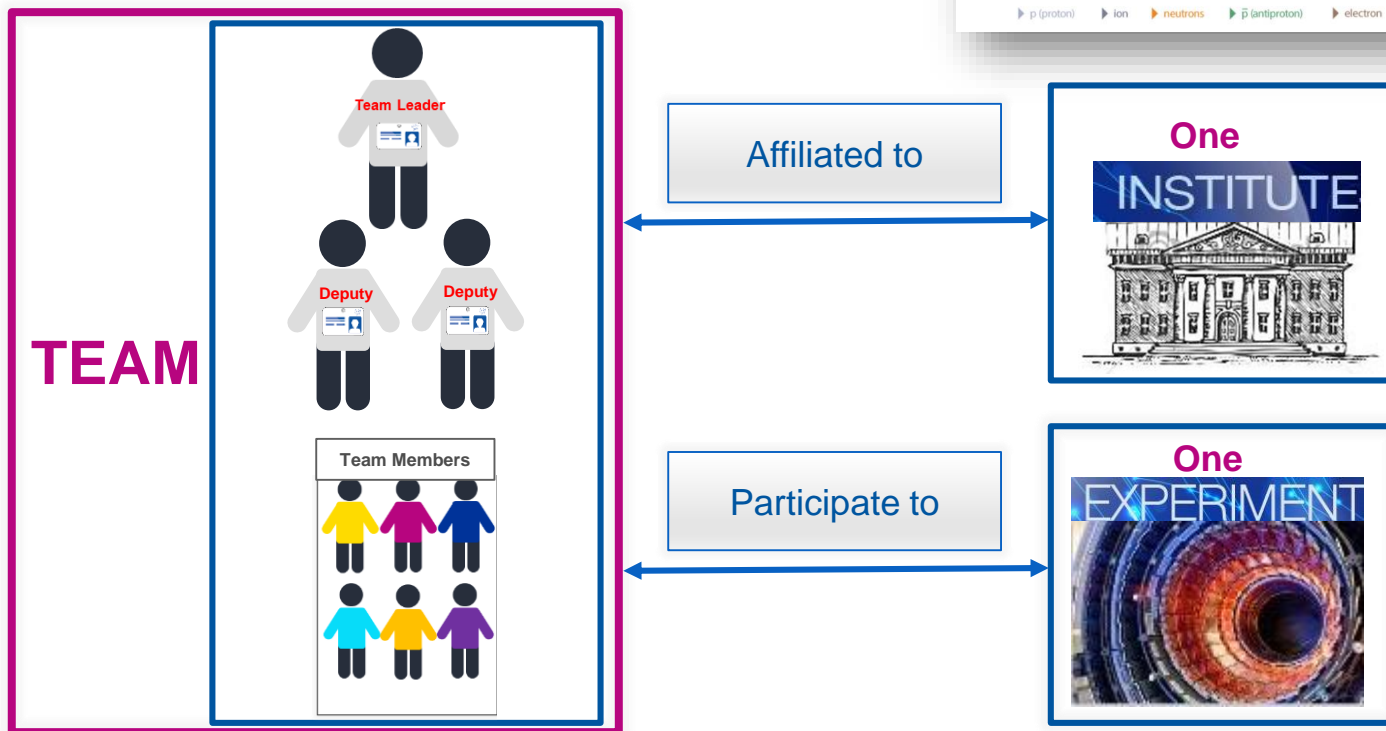 p (proton) ion neutrons p̅ (antiproton) electron
Team Leader
Deputy Deputy
TEAM
Team Members
Affiliated to
One
INSTITUTE
Participate to
One
EXPERIMENT